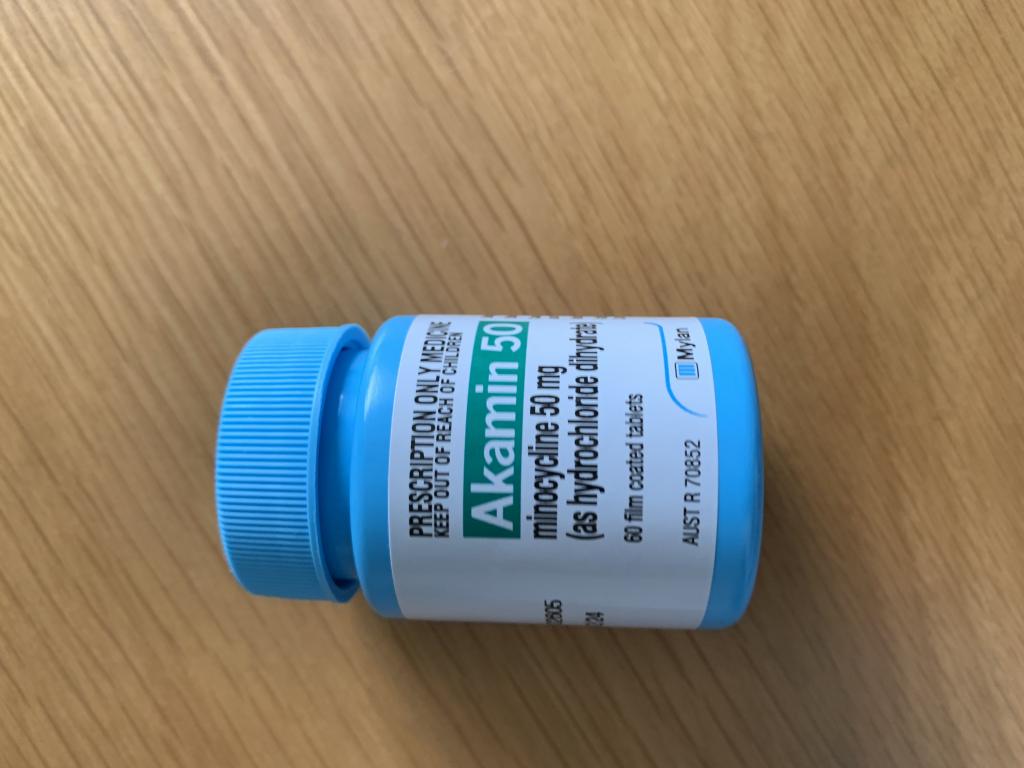 PRESCRIPTION ONLY MEDICINE
KEEP OUT OF REACH OF CHILDREN
Akamin 50
minocycline 50 mg
(as hydrochloride dihydrate)
60 film coated tablets
AUST R 70852
Mylan